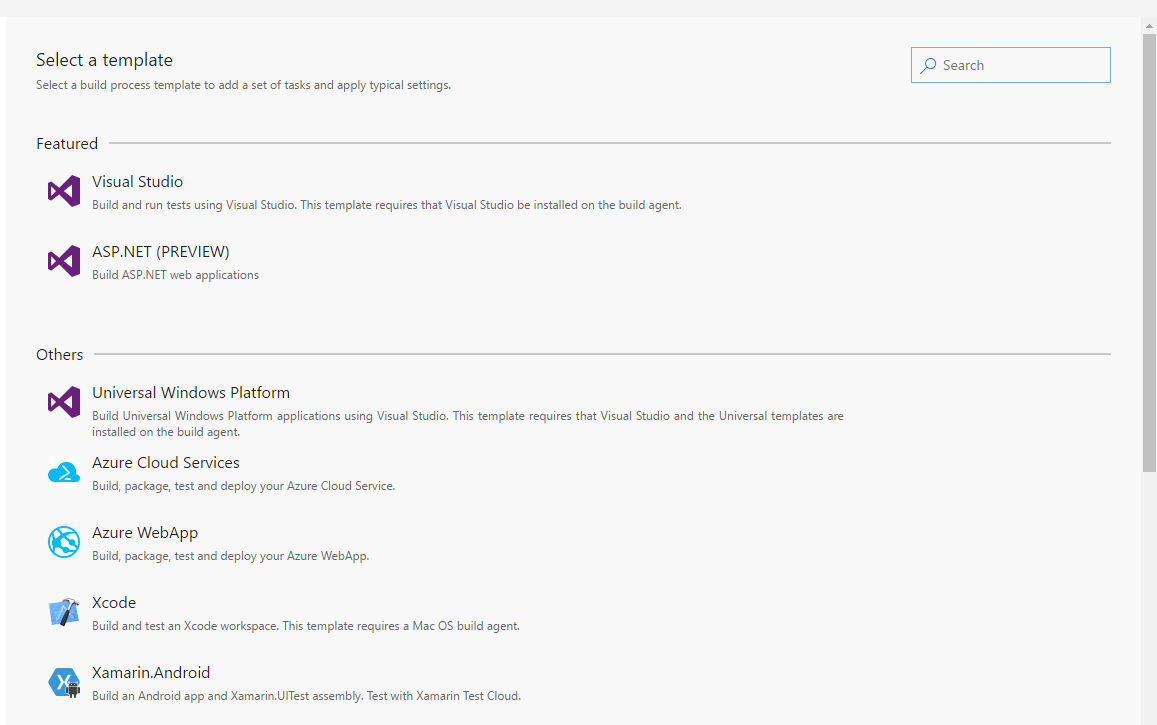 Select a template
Search
Select a build process template to add a set of tasks and apply typical settings.
Featured
Visual Studio
Build and run tests using Visual Studio. This template requires that Visual Studio be installed on the build agent.
ASP.NET (PREVIEW)
Build ASP.NET web applications
Others
Universal Windows Platform
Build Universal Windows Platform applications using Visual Studio. This template requires that Visual Studio and the Universal templates are
installed on the build agent.
Azure Cloud Services
Build, package, test and deploy your Azure Cloud Service.
Azure WebApp
Build, package, test and deploy your Azure WebApp.
Xcode
Build and test an Xcode workspace. This template requires a Mac OS build agent.
Xamarin.Android
Build an Android app and Xamarin.UITest assembly. Test with Xamarin Test Cloud.